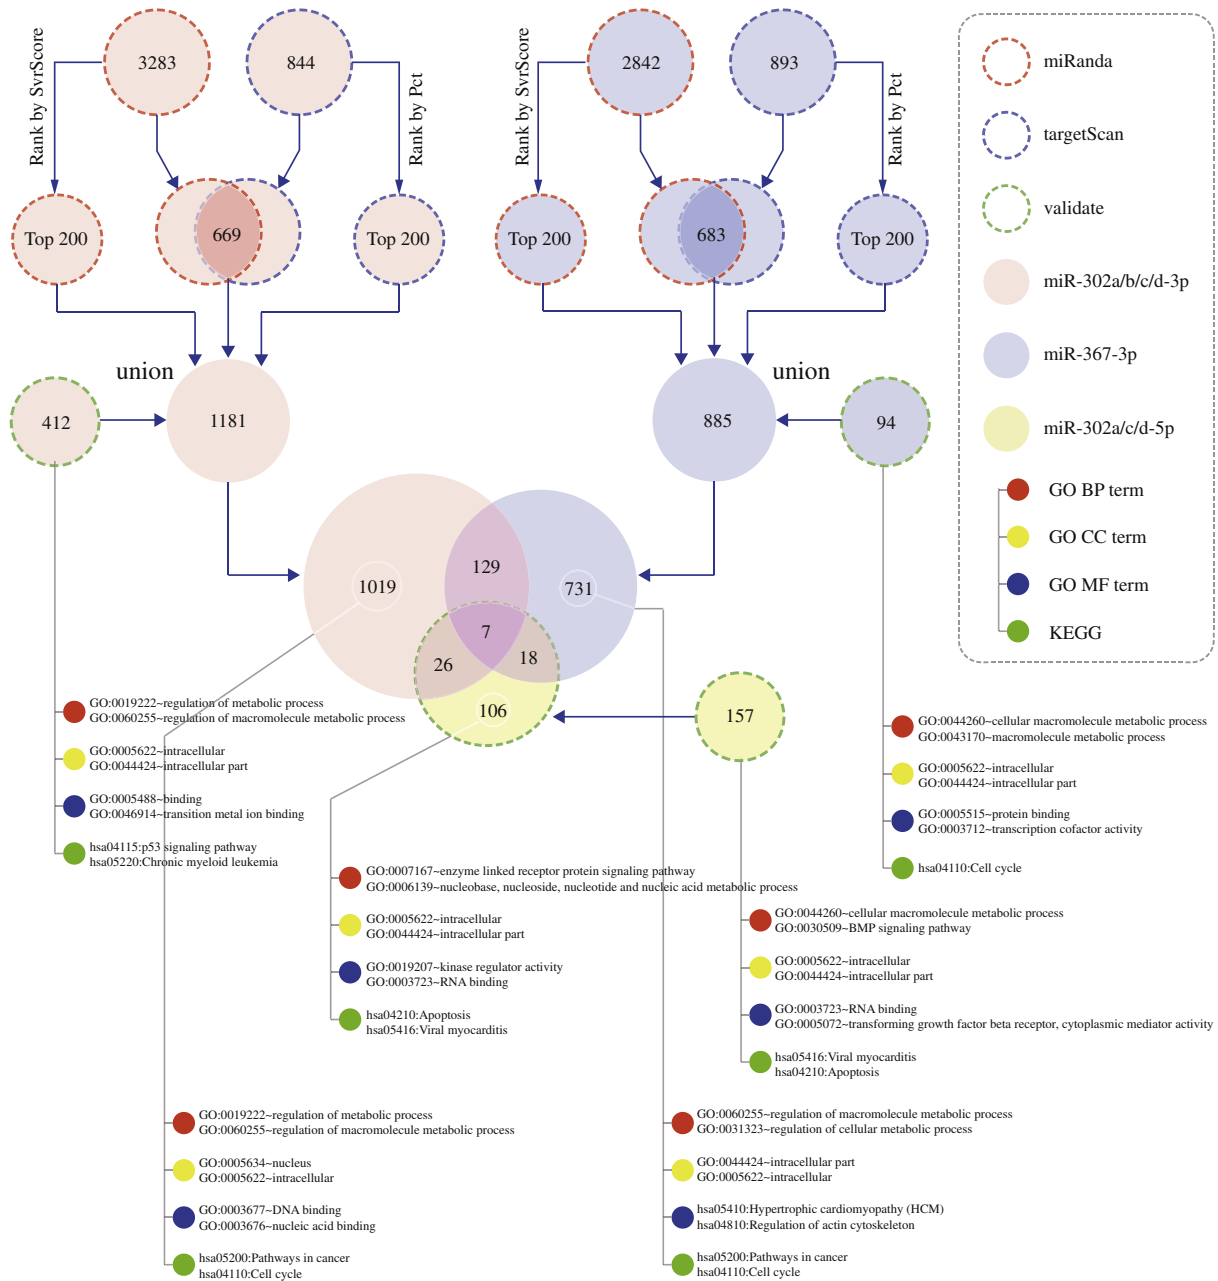 3283
844
2842
893
Rank by SvrScore
Rank by Pct
Rank by SvrScore
Rank by Pct
Top 200
669
Top 200
Top 200
683
Top 200
union
union
412
1181
885
94
miRanda
targetScan
validate
miR-302a/b/c/d-3p
miR-367-3p
miR-302a/c/d-5p
GO BP term
GO CC term
GO MF term
KEGG
129
1019
731
7
26
18
106
157
GO:0019222~regulation of metabolic process
GO:0060255~regulation of macromolecule metabolic process
GO:0005622~intracellular
GO:0044424~intracellular part
GO:0005488~binding
GO:0046914~transition metal ion binding
hsa04115:p53 signaling pathway
hsa05220:Chronic myeloid leukemia
GO:0044260~cellular macromolecule metabolic process
GO:0043170~macromolecule metabolic process
GO:0005622~intracellular
GO:0044424~intracellular part
GO:0005515~protein binding
GO:0003712~transcription cofactor activity
hsa04110:Cell cycle
GO:0007167~enzyme linked receptor protein signaling pathway
GO:0006139~nucleobase, nucleoside, nucleotide and nucleic acid metabolic process
GO:0005622~intracellular
GO:0044424~intracellular part
GO:0019207~kinase regulator activity
GO:0003723~RNA binding
hsa04210:Apoptosis
hsa05416:Viral myocarditis
GO:0044260~cellular macromolecule metabolic process
GO:0030509~BMP signaling pathway
GO:0005622~intracellular
GO:0044424~intracellular part
GO:0003723~RNA binding
GO:0005072~transforming growth factor beta receptor, cytoplasmic mediator activity
hsa05416:Viral myocarditis
hsa04210:Apoptosis
GO:0019222~regulation of metabolic process
GO:0060255~regulation of macromolecule metabolic process
GO:0005634~nucleus
GO:0005622~intracellular
GO:0003677~DNA binding
GO:0003676~nucleic acid binding
hsa05200:Pathways in cancer
hsa04110:Cell cycle
GO:0060255~regulation of macromolecule metabolic process
GO:0031323~regulation of cellular metabolic process
GO:0044424~intracellular part
GO:0005622~intracellular
hsa05410:Hypertrophic cardiomyopathy (HCM)
hsa04810:Regulation of actin cytoskeleton
hsa05200:Pathways in cancer
hsa04110:Cell cycle